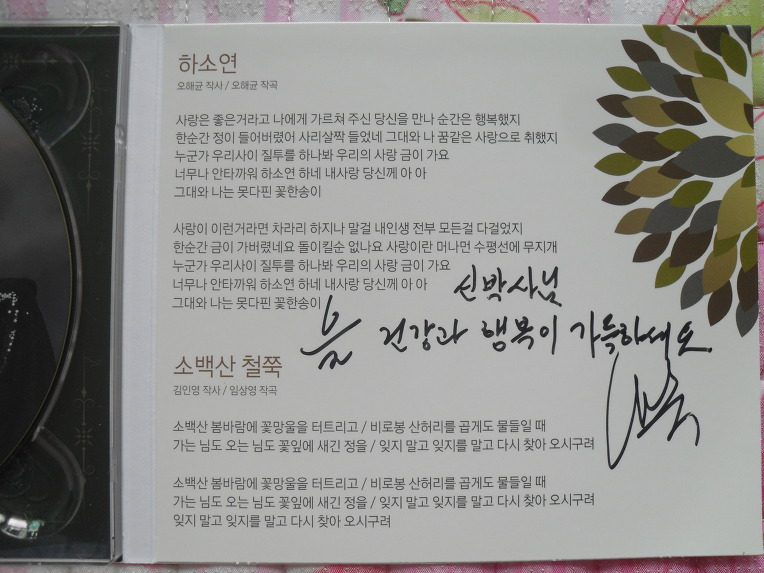 하소연
오해균 작사 / 오해균 작곡
사랑은 좋은거라고 나에게 가르쳐 주신 당신을 만나 순간은 행복했지
한순간 정이 들어버렸어 사리살짝 들었네 그대와 나 꿈같은 사랑으로 취했지
누군가 우리사이 질투를 하나봐 우리의 사랑 금이 가요
너무나 안타까워 하소연 하네 내사랑 당신께 아 아
그대와 나는 못다핀 꽃한송이
사랑이 이런거라면 차라리 하지나 말걸 내인생 전부 모든걸 다걸었지
한순간 금이 가버렸네요 돌이킬순 없나요 사랑이란 머나먼 수평선에 무지개
누군가 우리사이 질투를 하나봐 우리의 사랑 금이 가요
너무나 안타까워 하소연 하네 내사랑 당신께 아 아
그대와 나는 못다핀 꽃한송이
신박사님
건강과 행복이 가득하세요.
소백산 철쭉
김인영 작사 / 임상영 작곡
소백산 봄바람에 꽃망울을 터트리고 / 비로봉 산허리를 곱게도 물들일 때
가는 님도 오는 님도 꽃잎에 새긴 정을 / 잊지 말고 잊지를 말고 다시 찾아 오시구려
소백산 봄바람에 꽃망울을 터트리고 / 비로봉 산허리를 곱게도 물들일 때
가는 님도 오는 님도 꽃잎에 새긴 정을 / 잊지 말고 잊지를 말고 다시 찾아 오시구려
잊지 말고 잊지를 말고 다시 찾아 오시구려